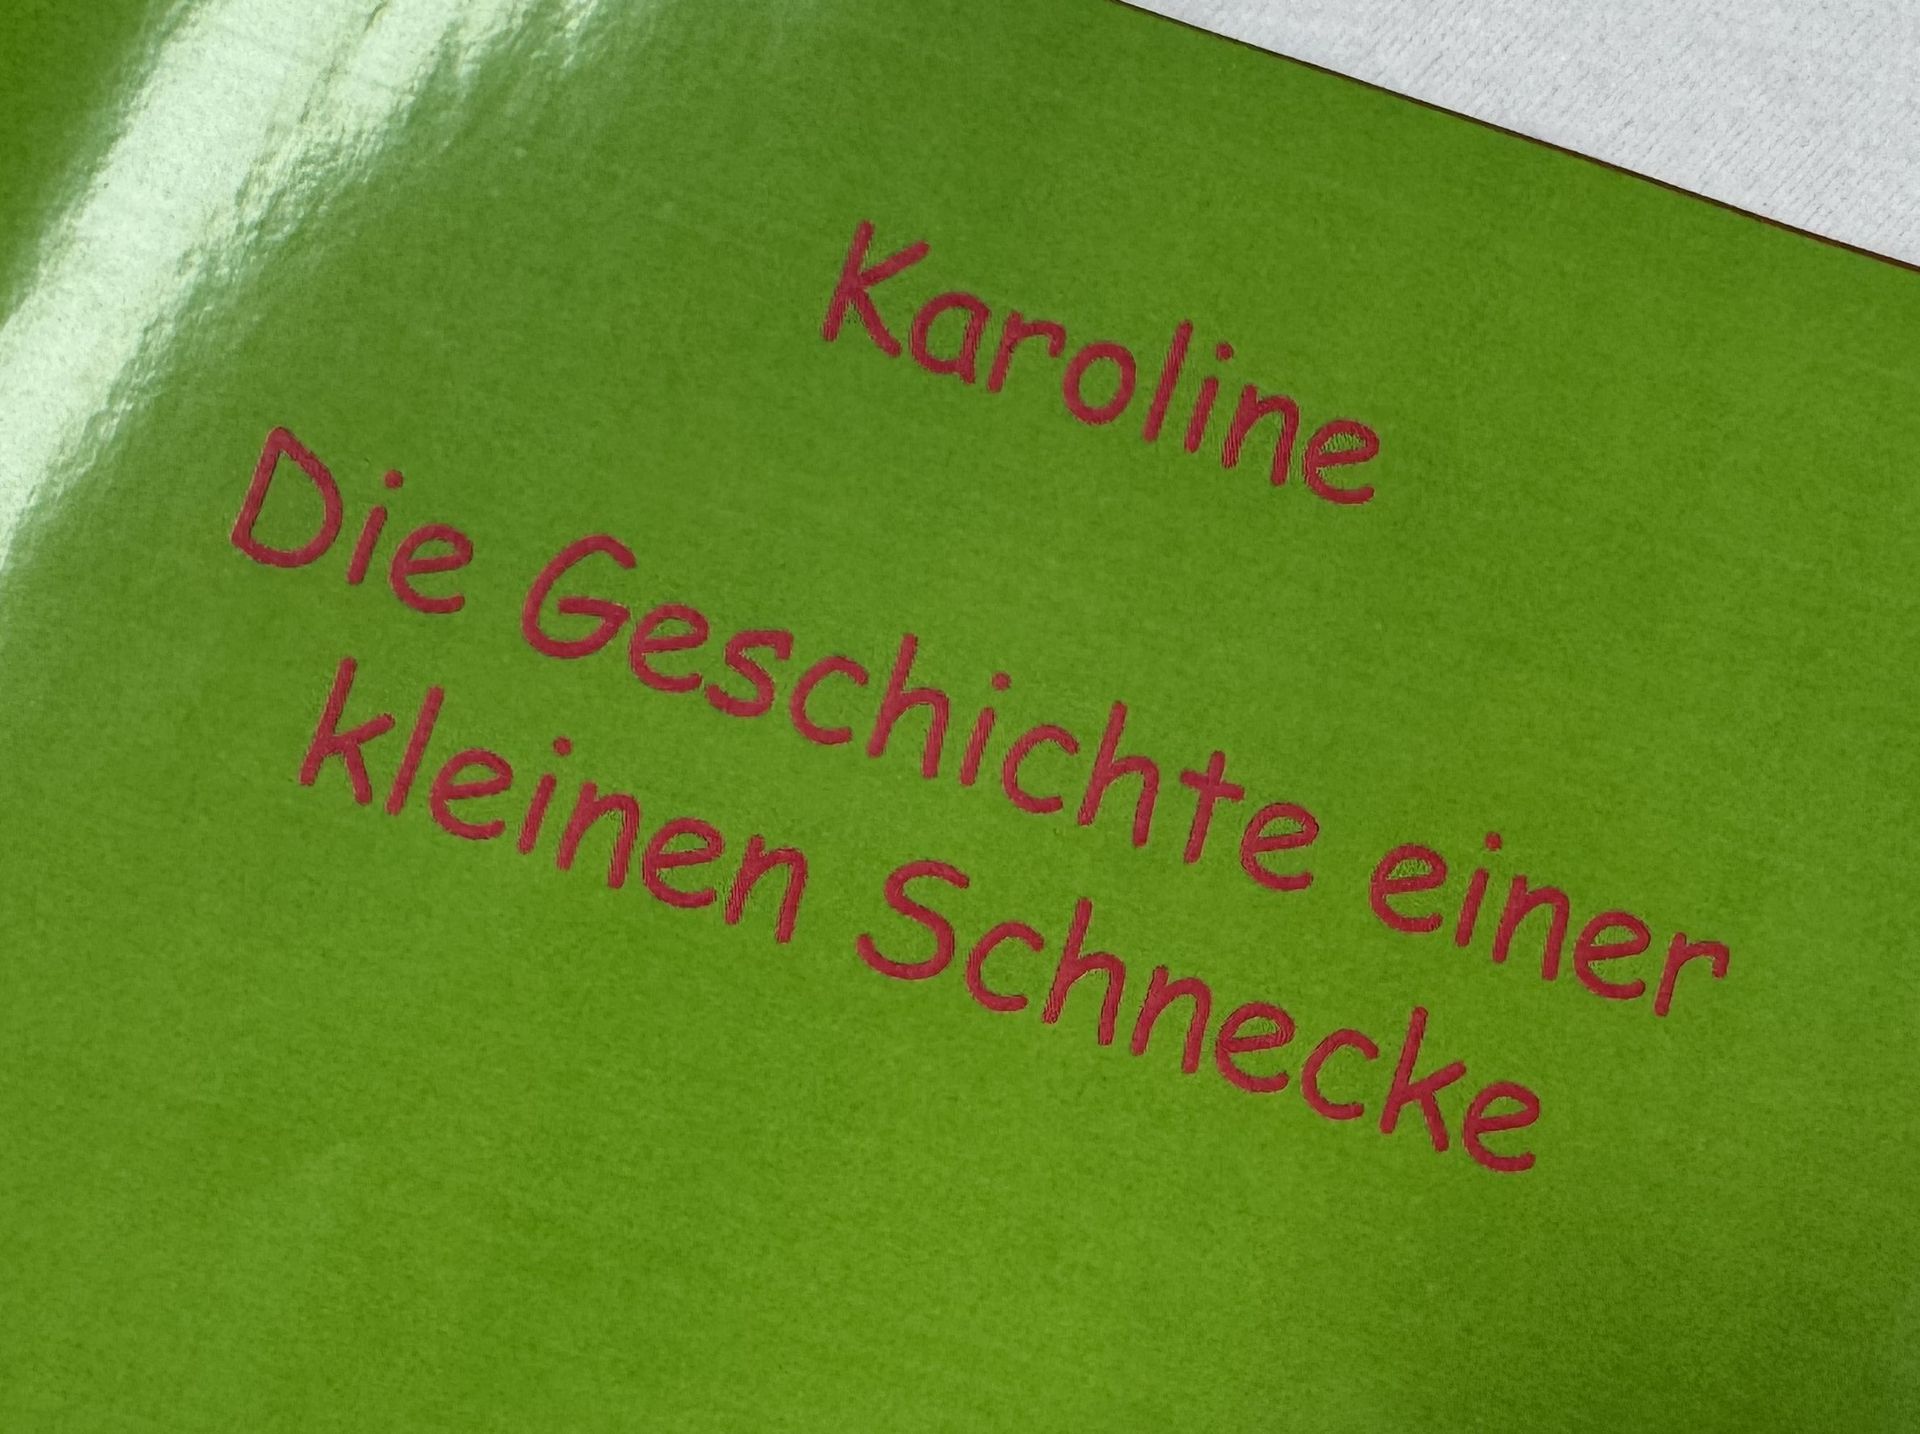 Karoline
Die Geschichte einer
kleinen Schnecke